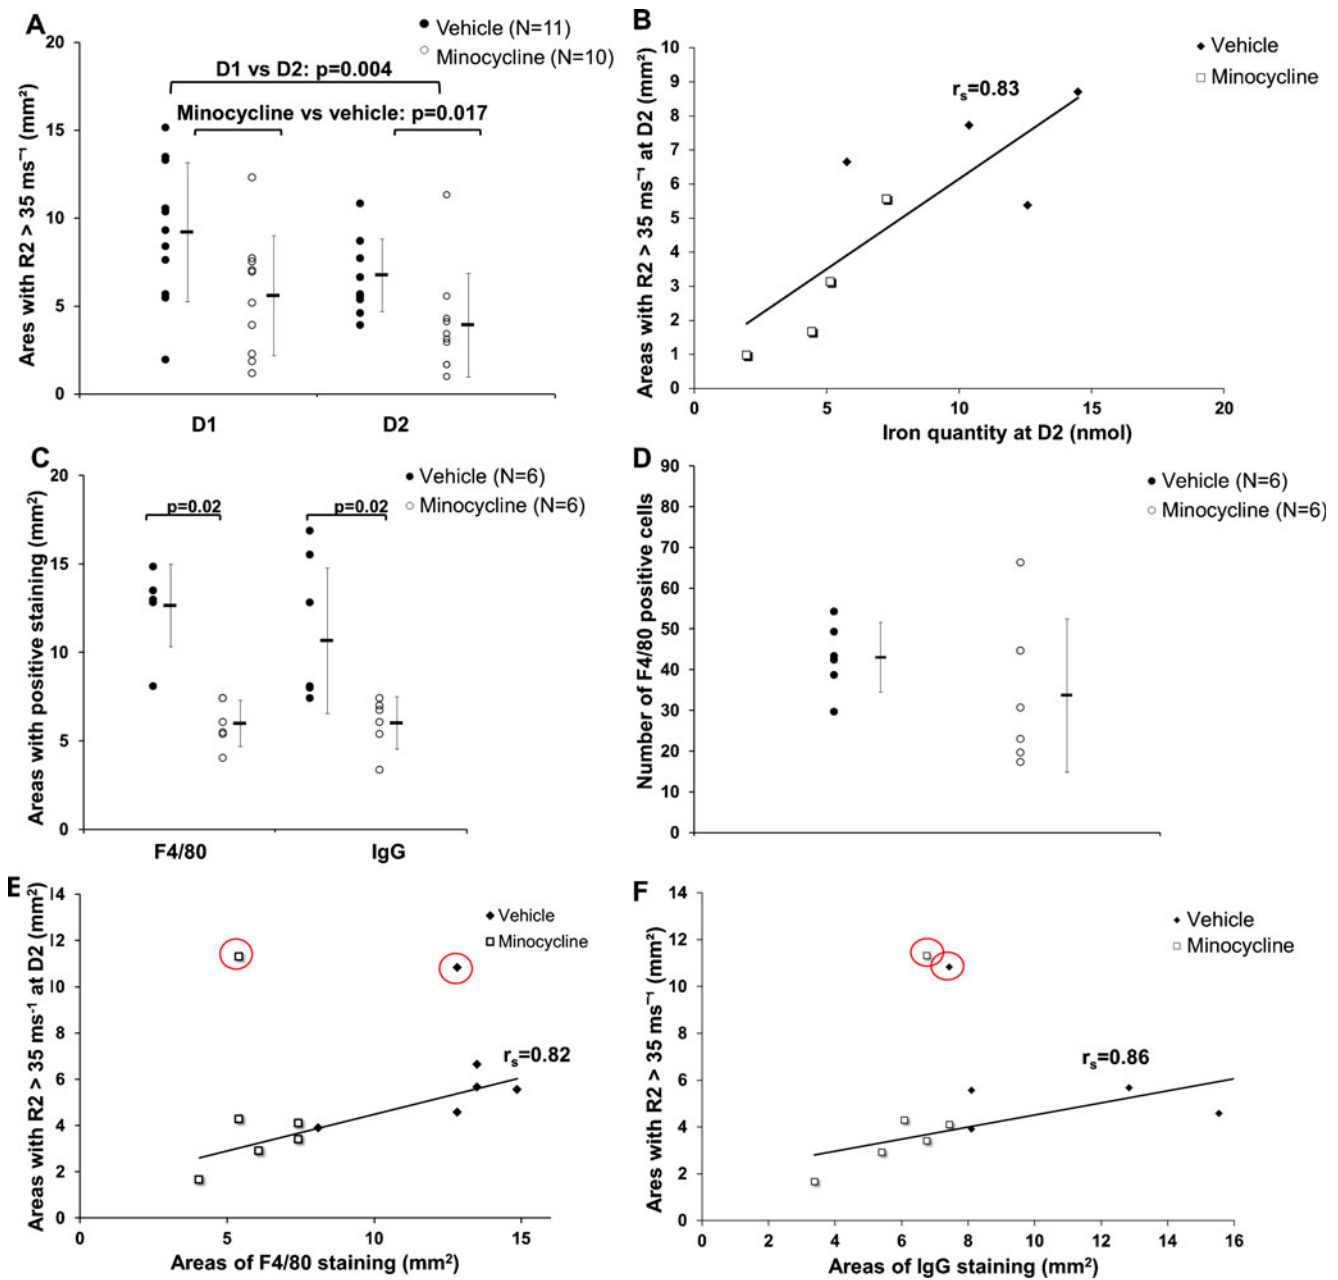 A
Vehicle (N=11)
Minocycline (N=10)
Ares with R2 > 35 ms⁻¹ (mm²)
20
15
10
5
0
D1 vs D2: p=0.004
Minocycline vs vehicle: p=0.017
D1
D2
B
Vehicle
Minocycline
Areas with R2 > 35 ms⁻¹ at D2 (mm²)
9
8
7
6
5
4
3
2
1
0
rs=0.83
0
5
10
15
20
Iron quantity at D2 (nmol)
C
Vehicle (N=6)
Minocycline (N=6)
Areas with positive staining (mm²)
20
15
10
5
0
p=0.02
p=0.02
F4/80
IgG
D
Vehicle (N=6)
Minocycline (N=6)
Number of F4/80 positive cells
90
80
70
60
50
40
30
20
10
0
E
Vehicle
Minocycline
Areas with R2 > 35 ms⁻¹ at D2 (mm²)
14
12
10
8
6
4
2
0
rs=0.82
0
5
10
15
Areas of F4/80 staining (mm²)
F
Vehicle
Minocycline
Ares with R2 > 35 ms⁻¹ (mm²)
14
12
10
8
6
4
2
0
rs=0.86
0
2
4
6
8
10
12
14
16
Areas of IgG staining (mm²)